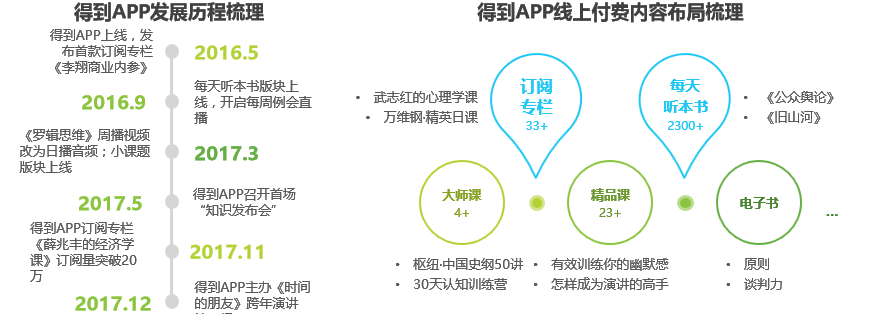 得到APP发展历程梳理
得到APP上线，发
布首款订阅专栏
《李翔商业内参》
2016.5
2016.9
每天听本书版块上
线，开启每周例会直
播
《罗辑思维》周播视频
改为日播音频；小课题
版块上线
2017.3
2017.5
得到APP召开首场
“知识发布会”
得到APP订阅专栏
《薛兆丰的经济学
课》订阅量突破20
万
2017.11
2017.12
得到APP主办《时间
的朋友》跨年演讲
得到APP线上付费内容布局梳理
• 武志红的心理学课
• 万维钢·精英日课
订阅
专栏
33+
每天
听本书
2300+
• 《公众舆论》
• 《旧山河》
大师课
4+
精品课
23+
电子书
...
• 枢纽·中国史纲50讲
• 30天认知训练营
• 有效训练你的幽默感
• 怎样成为演讲的高手
• 原则
• 谈判力